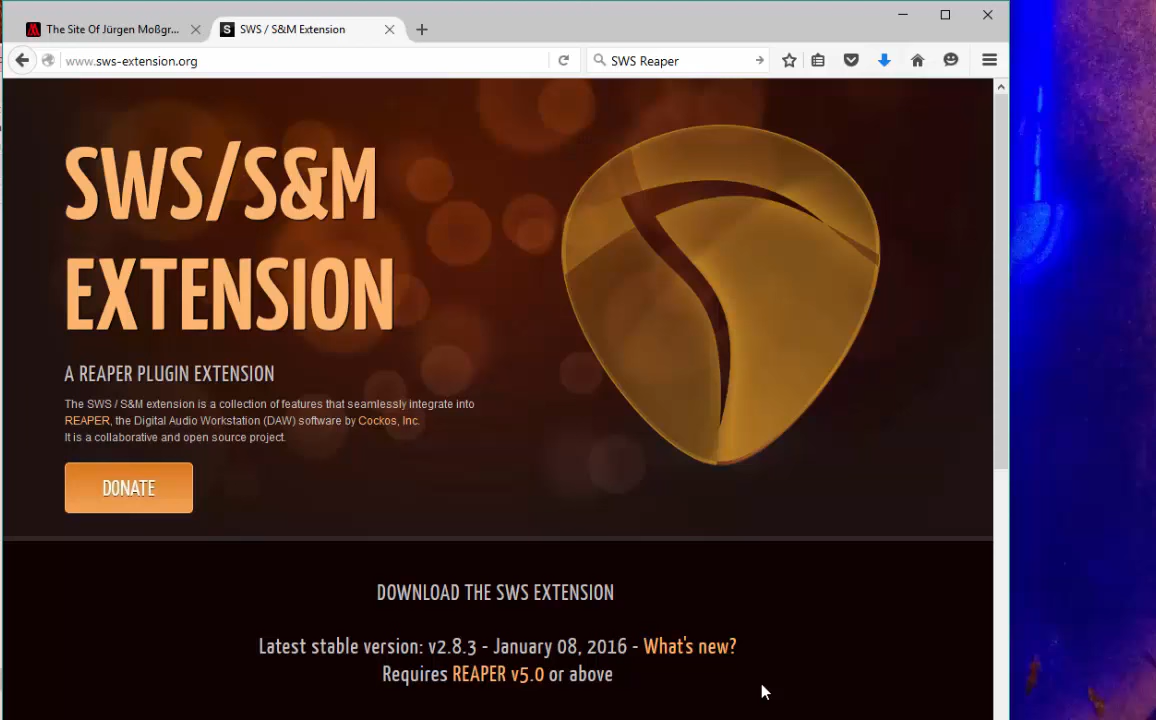 The Site Of Jürgen Moßgr...
S SWS / S&M Extension
www.sws-extension.org
SWS Reaper
SWS/S&M
EXTENSION
A REAPER PLUGIN EXTENSION
The SWS / S&M extension is a collection of features that seamlessly integrate into
REAPER, the Digital Audio Workstation (DAW) software by Cockos, Inc.
It is a collaborative and open source project.
DONATE
DOWNLOAD THE SWS EXTENSION
Latest stable version: v2.8.3 - January 08, 2016 - What's new?
Requires REAPER v5.0 or above